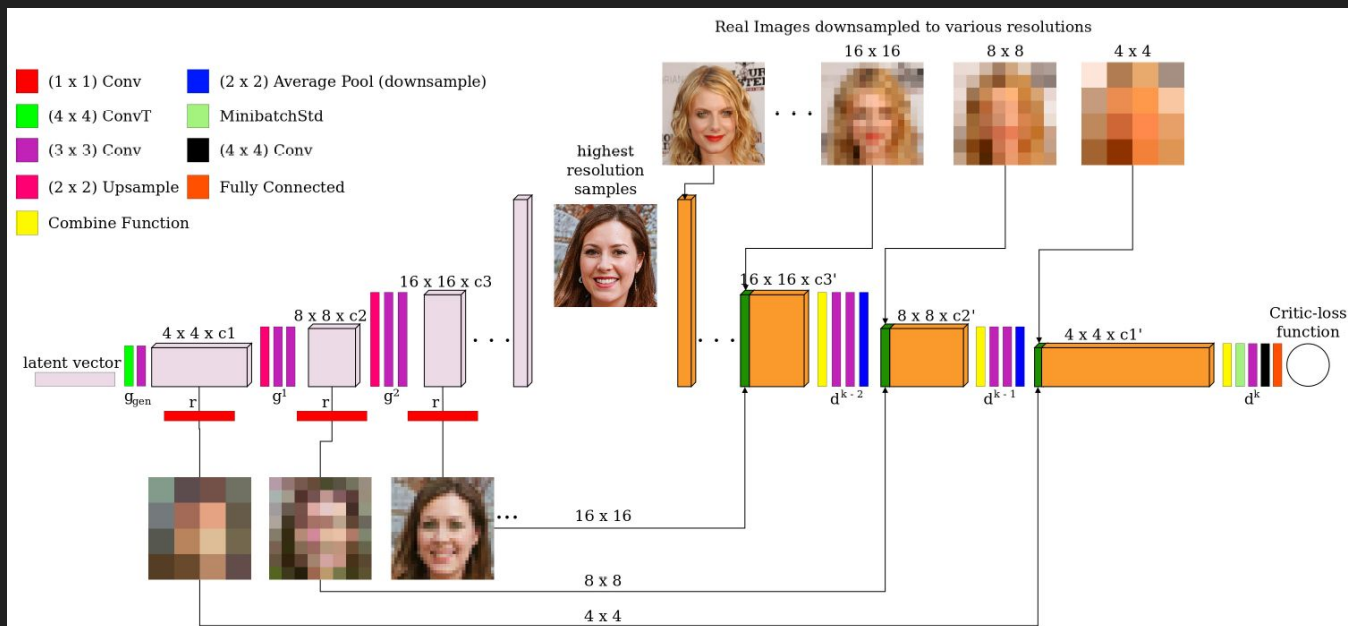 Real Images downsampled to various resolutions
16 x 16
8 x 8
4 x 4
(1 x 1) Conv
(2 x 2) Average Pool (downsample)
(4 x 4) ConvT
MinibatchStd
(3 x 3) Conv
(4 x 4) Conv
(2 x 2) Upsample
Fully Connected
Combine Function
highest
resolution
samples
latent vector
g_gen
4 x 4 x c1
r
g¹
8 x 8 x c2
r
g²
16 x 16 x c3
r
. . .
. . .
. . .
16 x 16 x c3'
d^(k - 2)
8 x 8 x c2'
d^(k - 1)
4 x 4 x c1'
d^k
Critic-loss
function
...
16 x 16
8 x 8
4 x 4